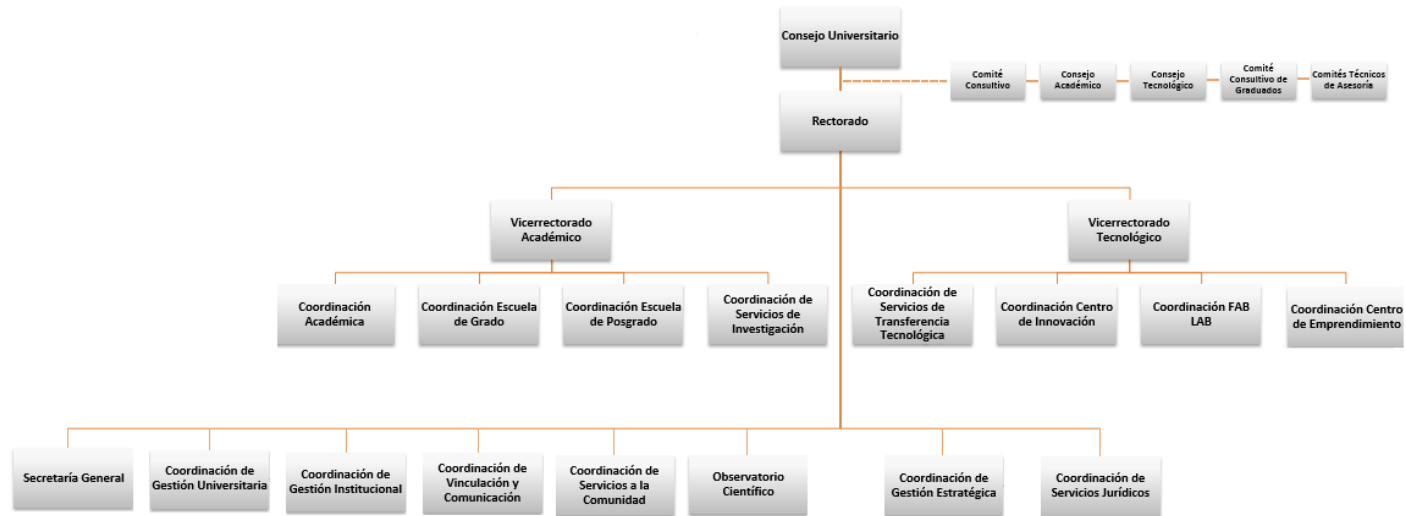 Consejo Universitario
Comité
Consultivo
Consejo
Académico
Consejo
Tecnológico
Comité
Consultivo de
Graduados
Comités Técnicos
de Asesoría
Rectorado
Vicerrectorado
Académico
Vicerrectorado
Tecnológico
Coordinación
Académica
Coordinación Escuela
de Grado
Coordinación Escuela
de Posgrado
Coordinación de
Servicios de
Investigación
Coordinación de
Servicios de
Transferencia
Tecnológica
Coordinación Centro
de Innovación
Coordinación FAB
LAB
Coordinación Centro
de Emprendimiento
Secretaría General
Coordinación de
Gestión Universitaria
Coordinación de
Gestión Institucional
Coordinación de
Vinculación y
Comunicación
Coordinación de
Servicios a la
Comunidad
Observatorio
Científico
Coordinación de
Gestión Estratégica
Coordinación de
Servicios Jurídicos